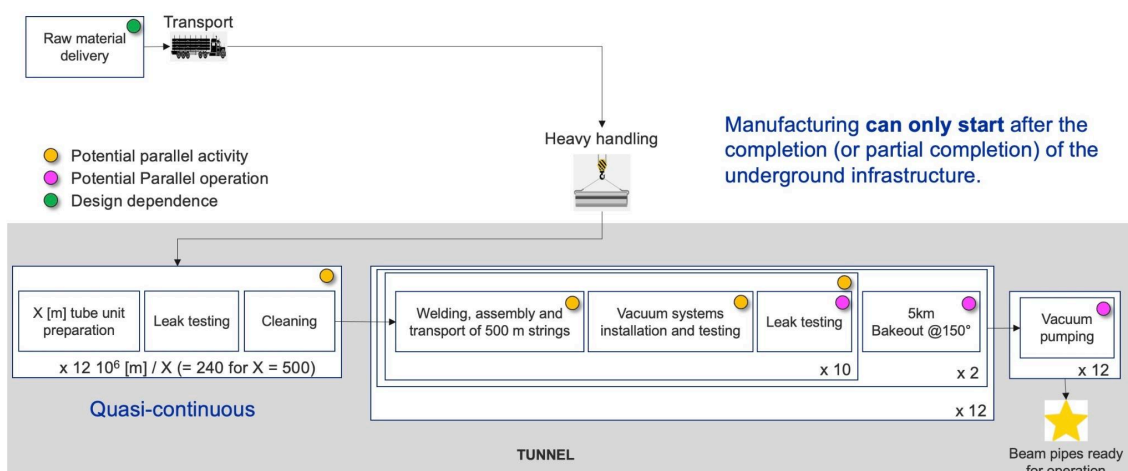 Raw material
delivery
Transport
Heavy handling
Manufacturing can only start after the
completion (or partial completion) of the
underground infrastructure.
Potential parallel activity
Potential Parallel operation
Design dependence
X [m] tube unit
preparation
Leak testing
Cleaning
x 12 10⁶ [m] / X (= 240 for X = 500)
Quasi-continuous
Welding, assembly and
transport of 500 m strings
Vacuum systems
installation and testing
Leak testing
x 10
5km
Bakeout @150°
x 2
x 12
Vacuum
pumping
x 12
Beam pipes ready
for operation
TUNNEL